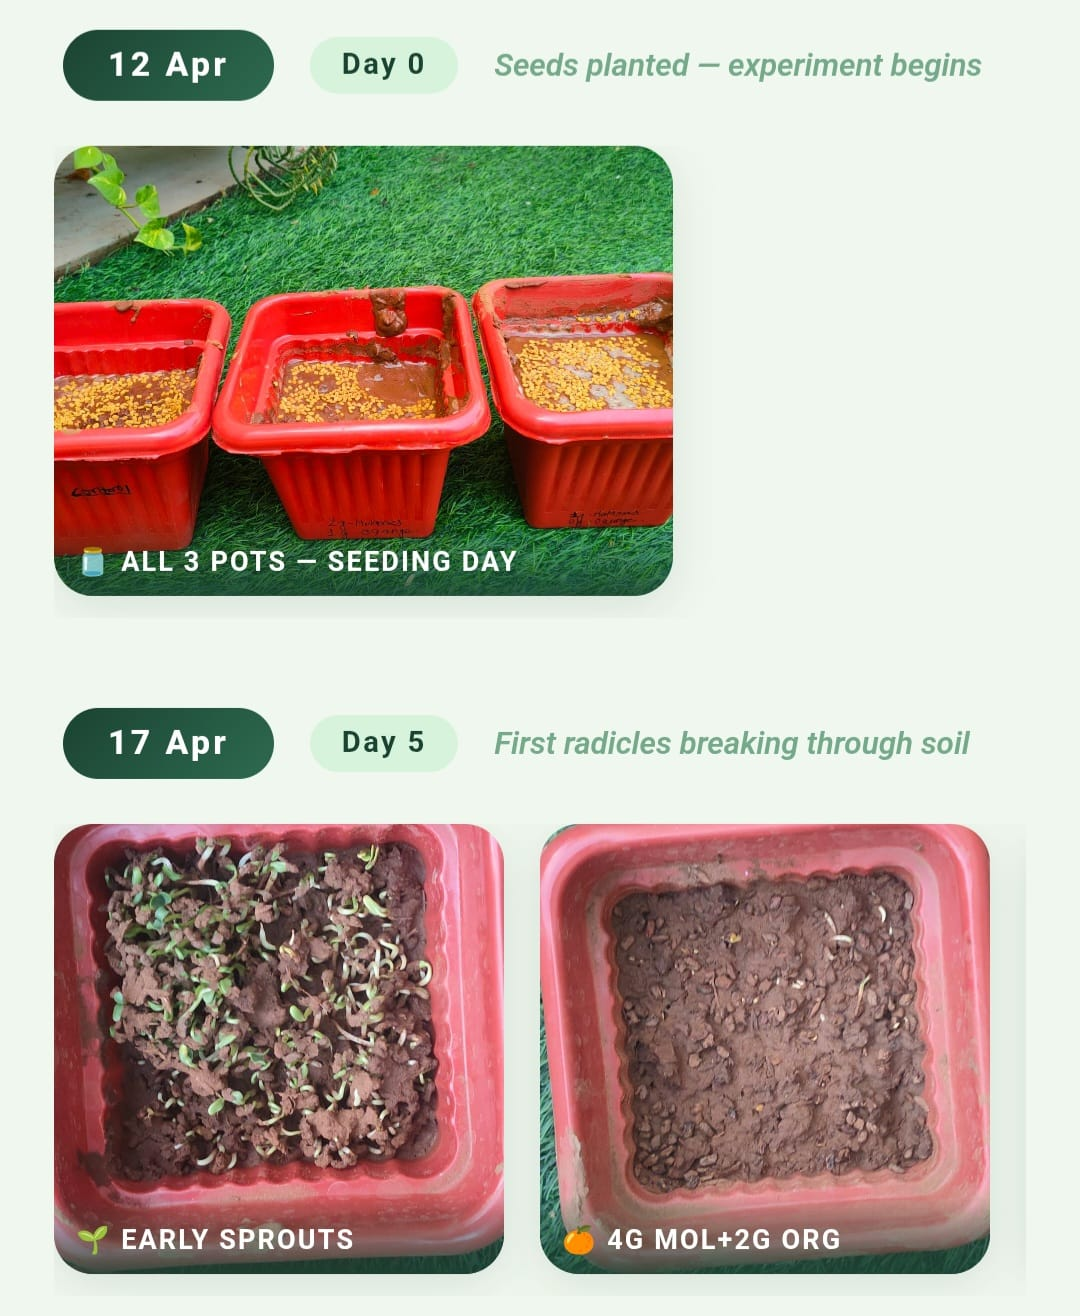 12 Apr
Day 0
Seeds planted — experiment begins
Control
ALL 3 POTS — SEEDING DAY
17 Apr
Day 5
First radicles breaking through soil
EARLY SPROUTS
4G MOL+2G ORG